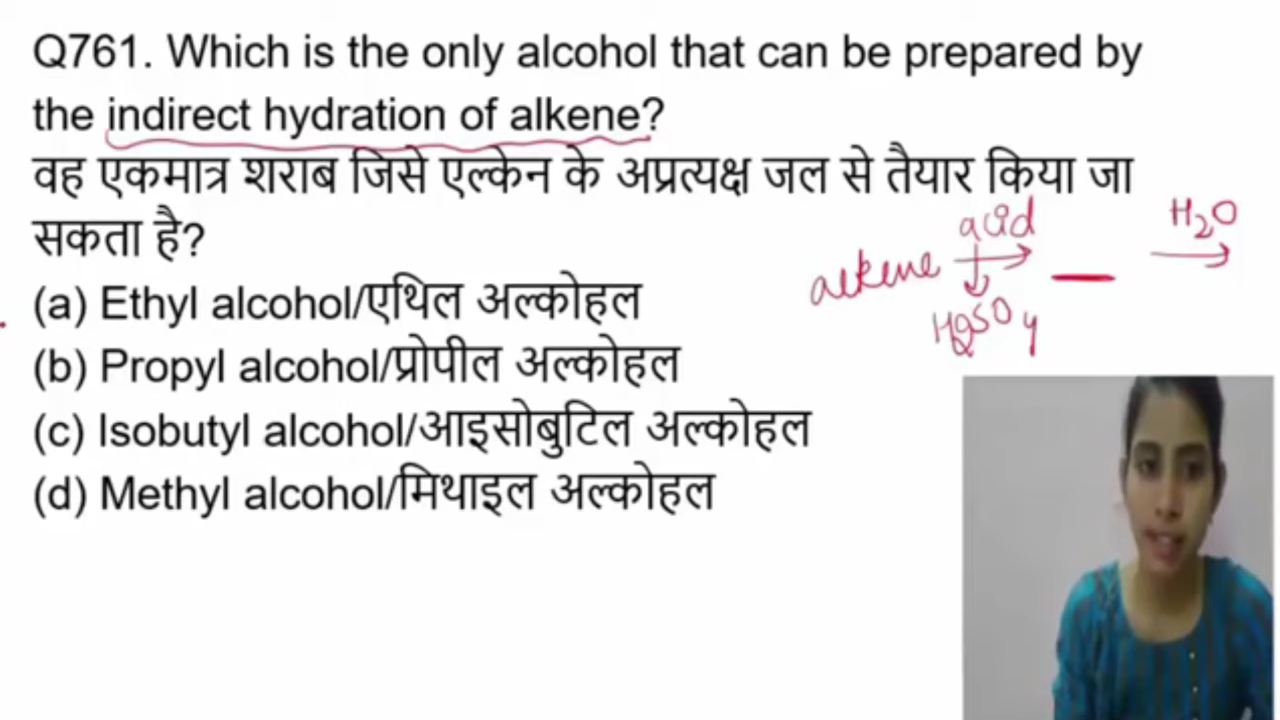 Q761. Which is the only alcohol that can be prepared by
the indirect hydration of alkene?
वह एकमात्र शराब जिसे एल्केन के अप्रत्यक्ष जल से तैयार किया जा
सकता है?
acid
H₂O
alkene
HgSO₄
(a) Ethyl alcohol/एथिल अल्कोहल
(b) Propyl alcohol/प्रोपील अल्कोहल
(c) Isobutyl alcohol/आइसोबुटिल अल्कोहल
(d) Methyl alcohol/मिथाइल अल्कोहल